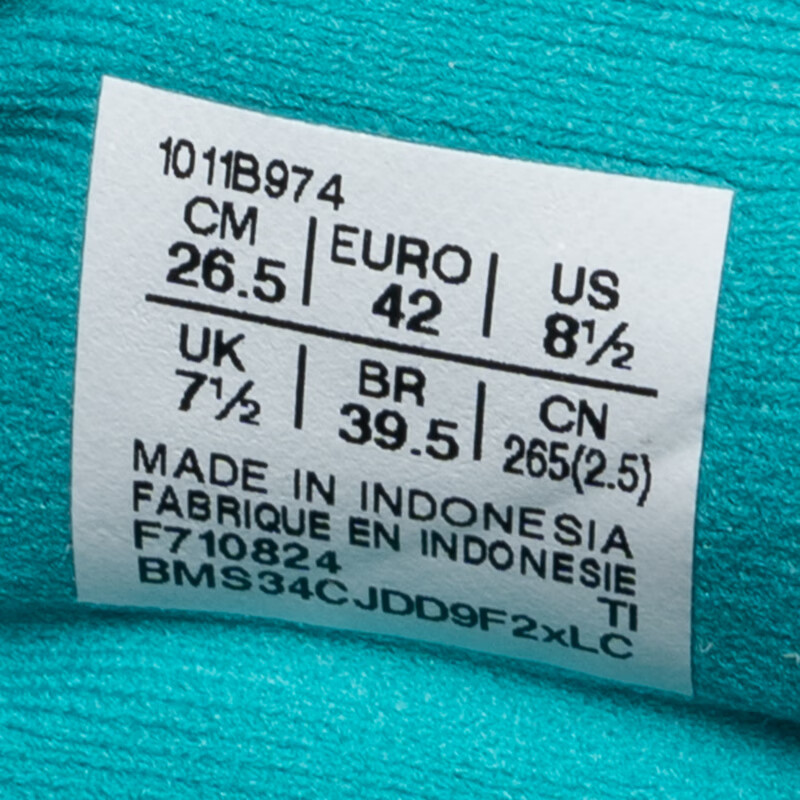 1011B974
CM | EURO | US
26.5 | 42 | 8½
UK | BR | CN
7½ | 39.5 | 265(2.5)
MADE IN INDONESIA
FABRIQUE EN INDONESIE
F710824 TI
BMS34CJDD9F2xLC